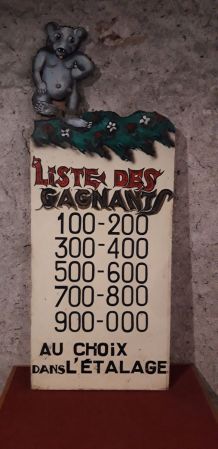 LISTE DES
GAGNANTS
100-200
300-400
500-600
700-800
900-000
AU CHOIX
DANS L'ÉTALAGE